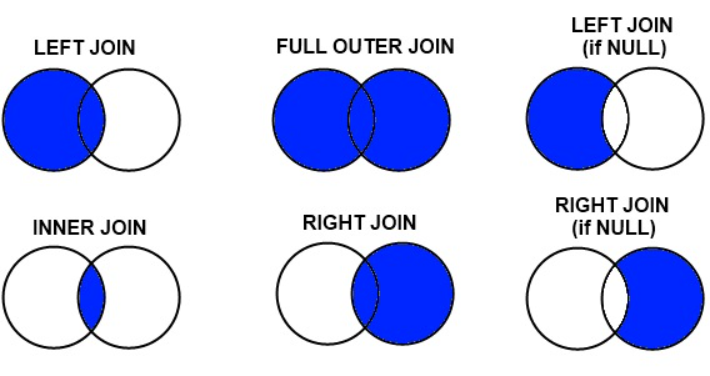 LEFT JOIN
FULL OUTER JOIN
LEFT JOIN
(if NULL)
INNER JOIN
RIGHT JOIN
RIGHT JOIN
(if NULL)